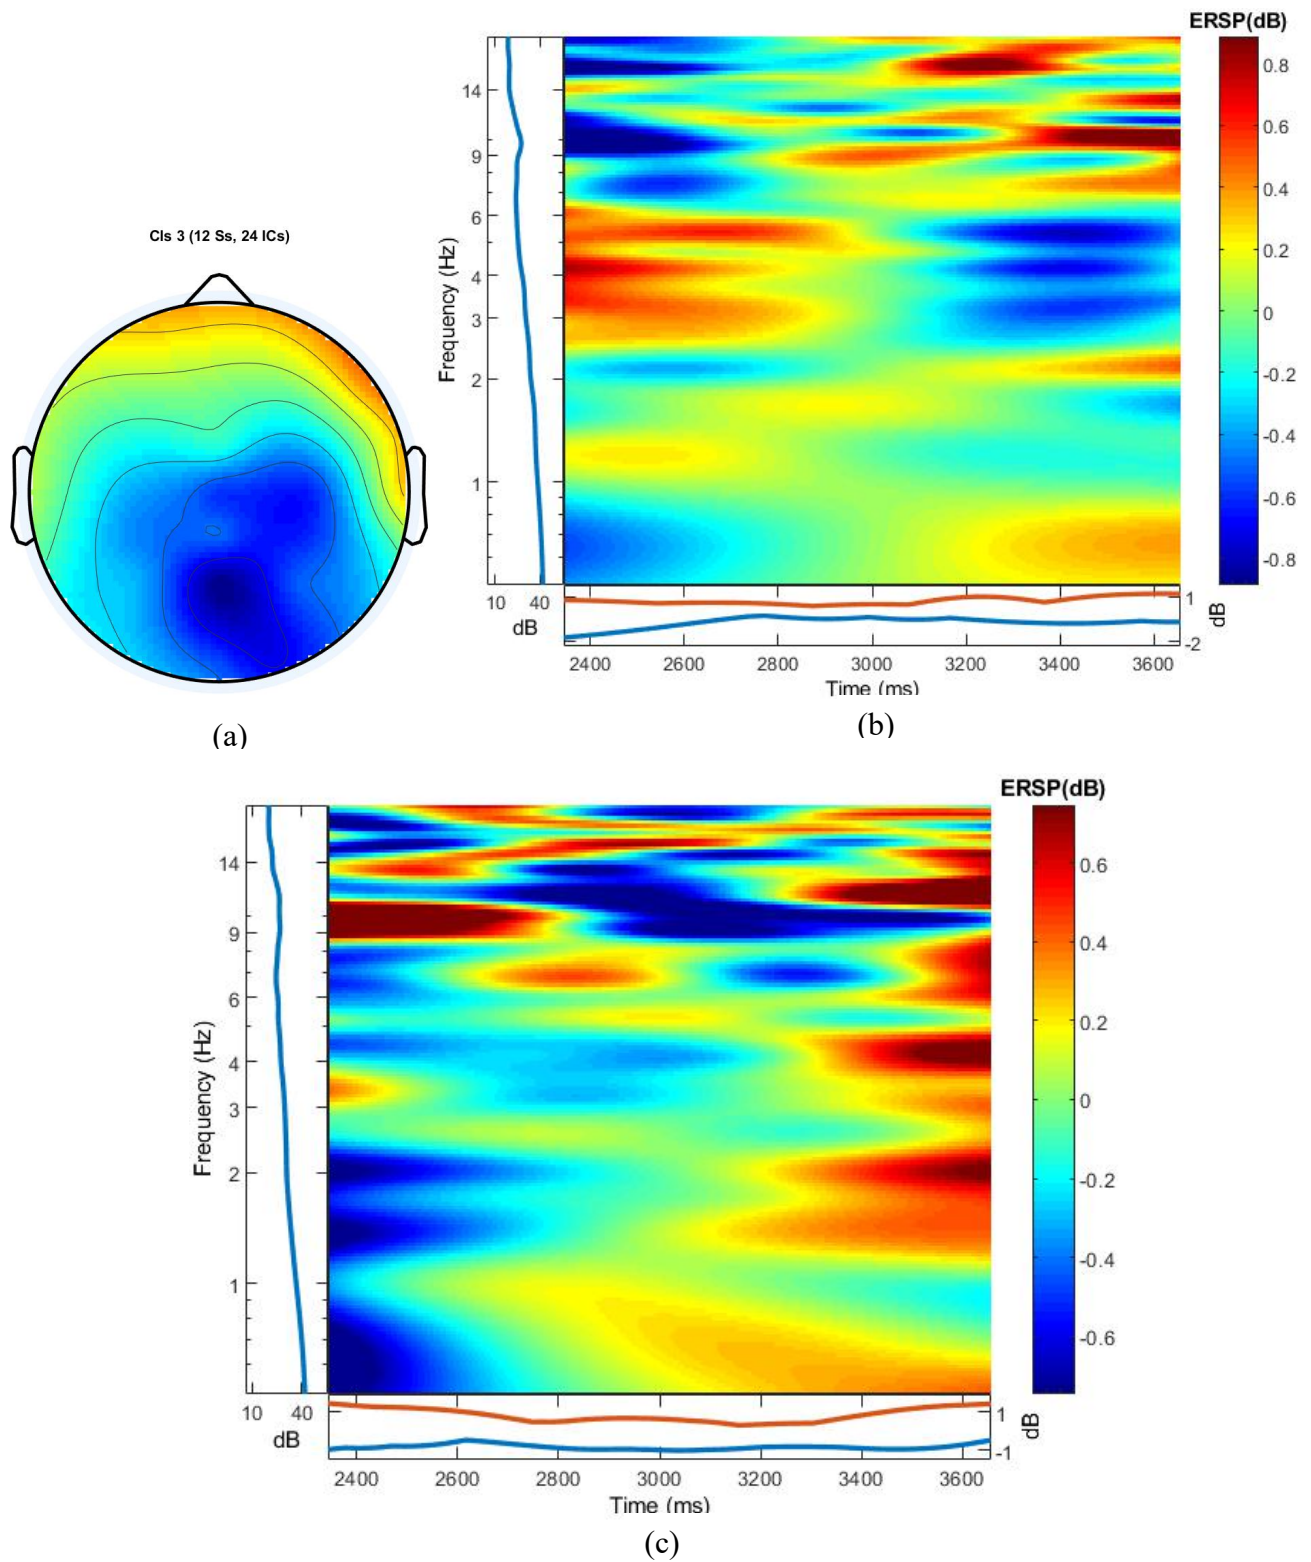 ERSP(dB)
Cls 3 (12 Ss, 24 ICs)
Frequency (Hz)
14
9
6
4
3
2
1
0.8
0.6
0.4
0.2
0
-0.2
-0.4
-0.6
-0.8
10 40
dB
1
-2
dB
2400 2600 2800 3000 3200 3400 3600
Time (ms)
(a)
(b)
ERSP(dB)
Frequency (Hz)
14
9
6
4
3
2
1
0.6
0.4
0.2
0
-0.2
-0.4
-0.6
10 40
dB
1
-1
dB
2400 2600 2800 3000 3200 3400 3600
Time (ms)
(c)